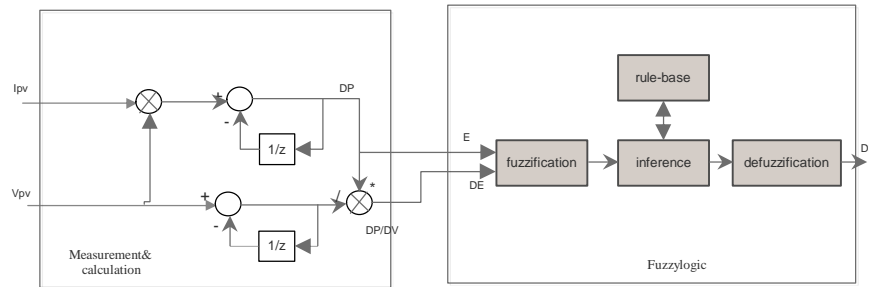 Ipv
+
-
DP
1/z
Vpv
+
-
1/z
/
*
DP/DV
Measurement&
calculation
E
DE
rule-base
fuzzification
inference
defuzzification
D
Fuzzylogic